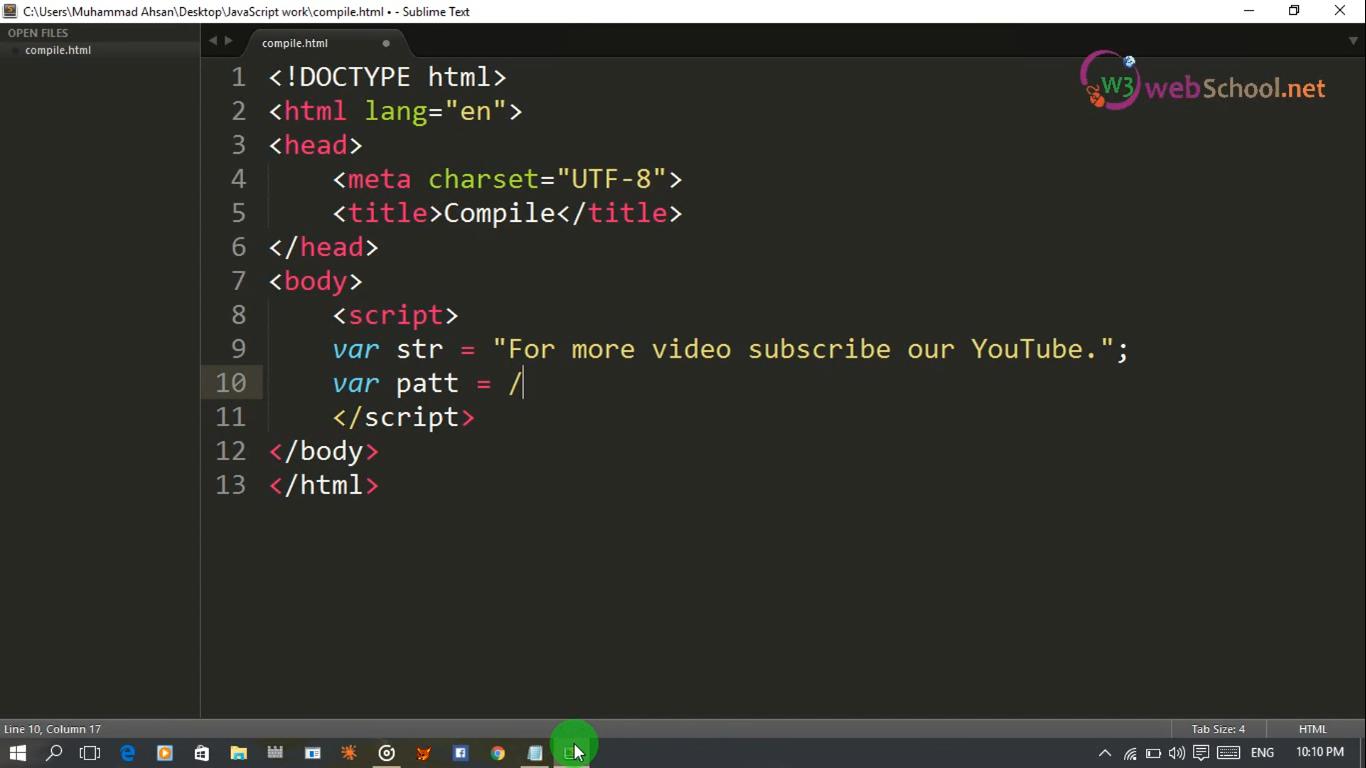 C:\Users\Muhammad Ahsan\Desktop\JavaScript work\compile.html • - Sublime Text
OPEN FILES
compile.html
compile.html
W3 webSchool.net
1 <!DOCTYPE html>
2 <html lang="en">
3 <head>
4 <meta charset="UTF-8">
5 <title>Compile</title>
6 </head>
7 <body>
8 <script>
9 var str = "For more video subscribe our YouTube.";
10 var patt = /
11 </script>
12 </body>
13 </html>
Line 10, Column 17
Tab Size: 4
HTML
ENG
10:10 PM